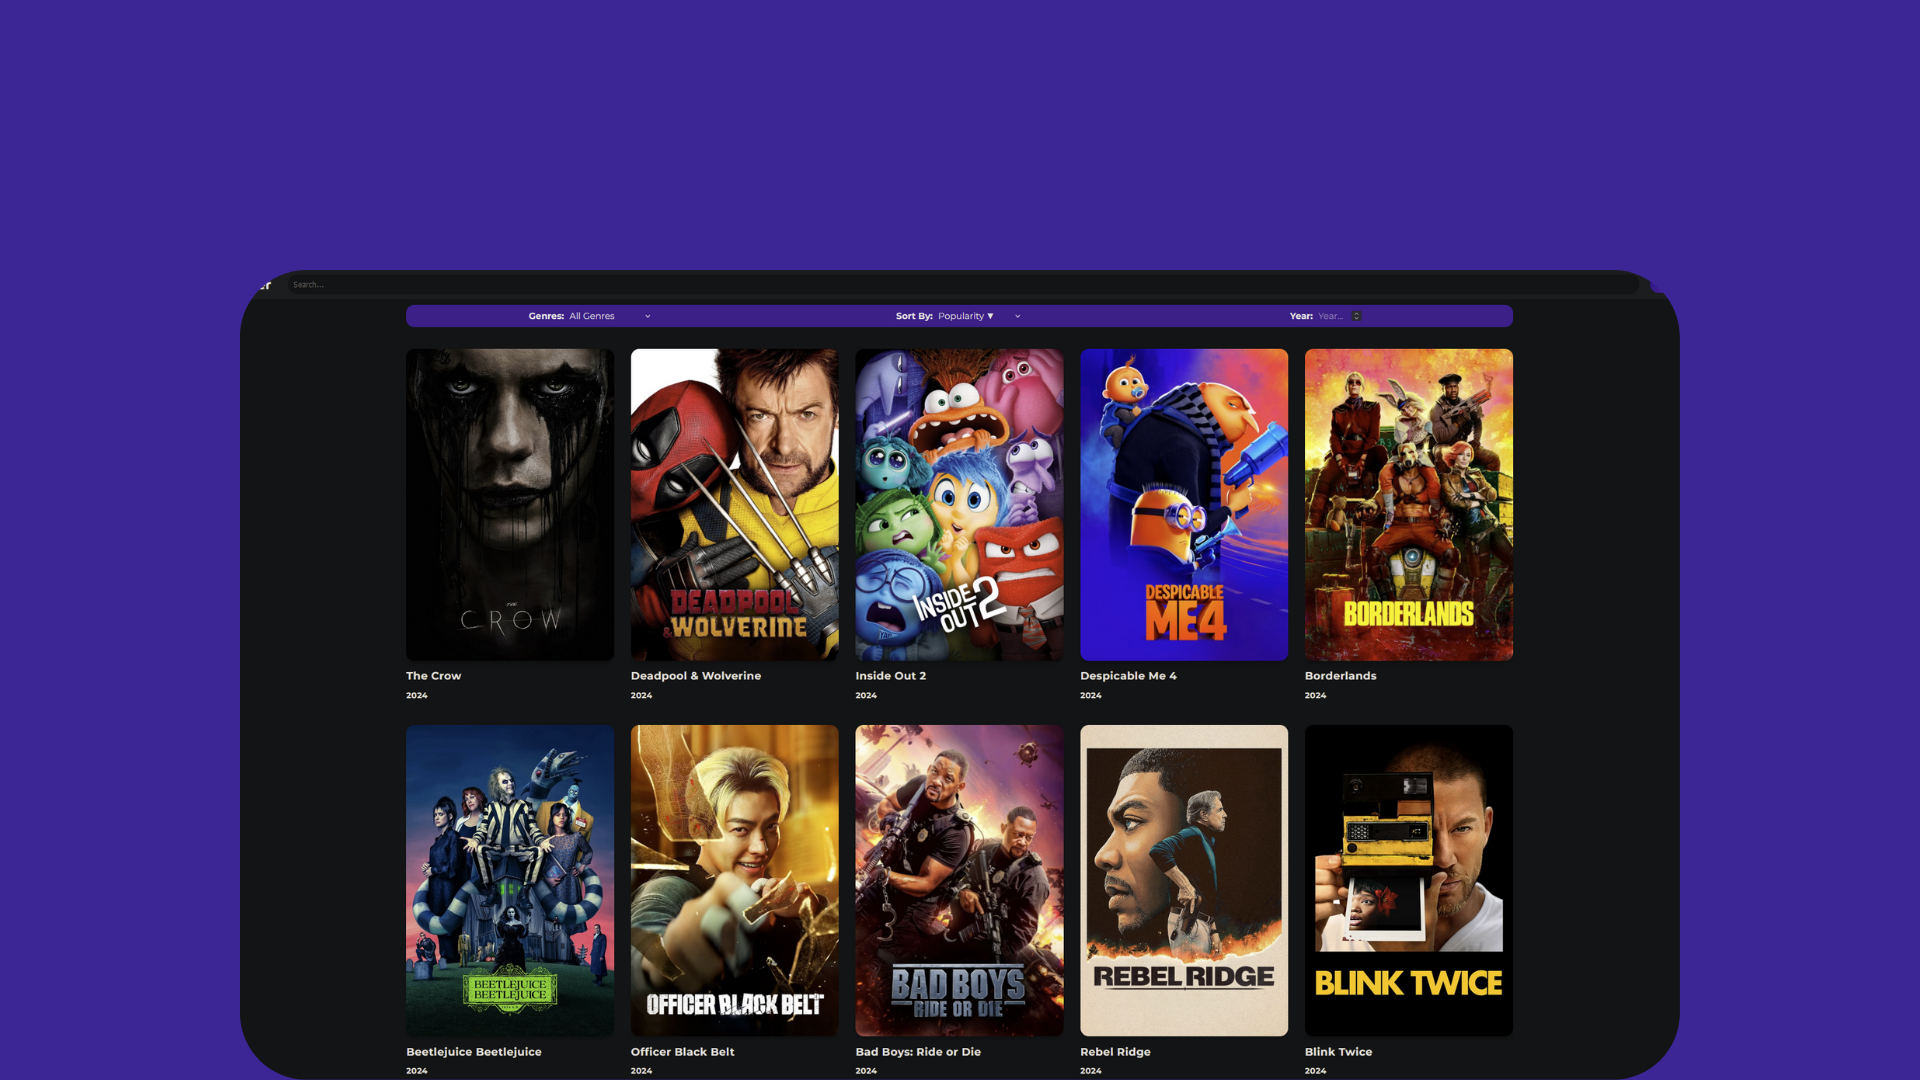 er
Search...
Genres: All Genres
Sort By: Popularity ▼
Year: Year...
THE
CROW
DEADPOOL
& WOLVERINE
INSIDE
OUT 2
DESPICABLE
ME 4
BORDERLANDS
The Crow
Deadpool & Wolverine
Inside Out 2
Despicable Me 4
Borderlands
2024
2024
2024
2024
2024
BEETLEJUICE
BEETLEJUICE
OFFICER BLACK BELT
BAD BOYS
RIDE OR DIE
REBEL RIDGE
BLINK TWICE
Beetlejuice Beetlejuice
Officer Black Belt
Bad Boys: Ride or Die
Rebel Ridge
Blink Twice
2024
2024
2024
2024
2024